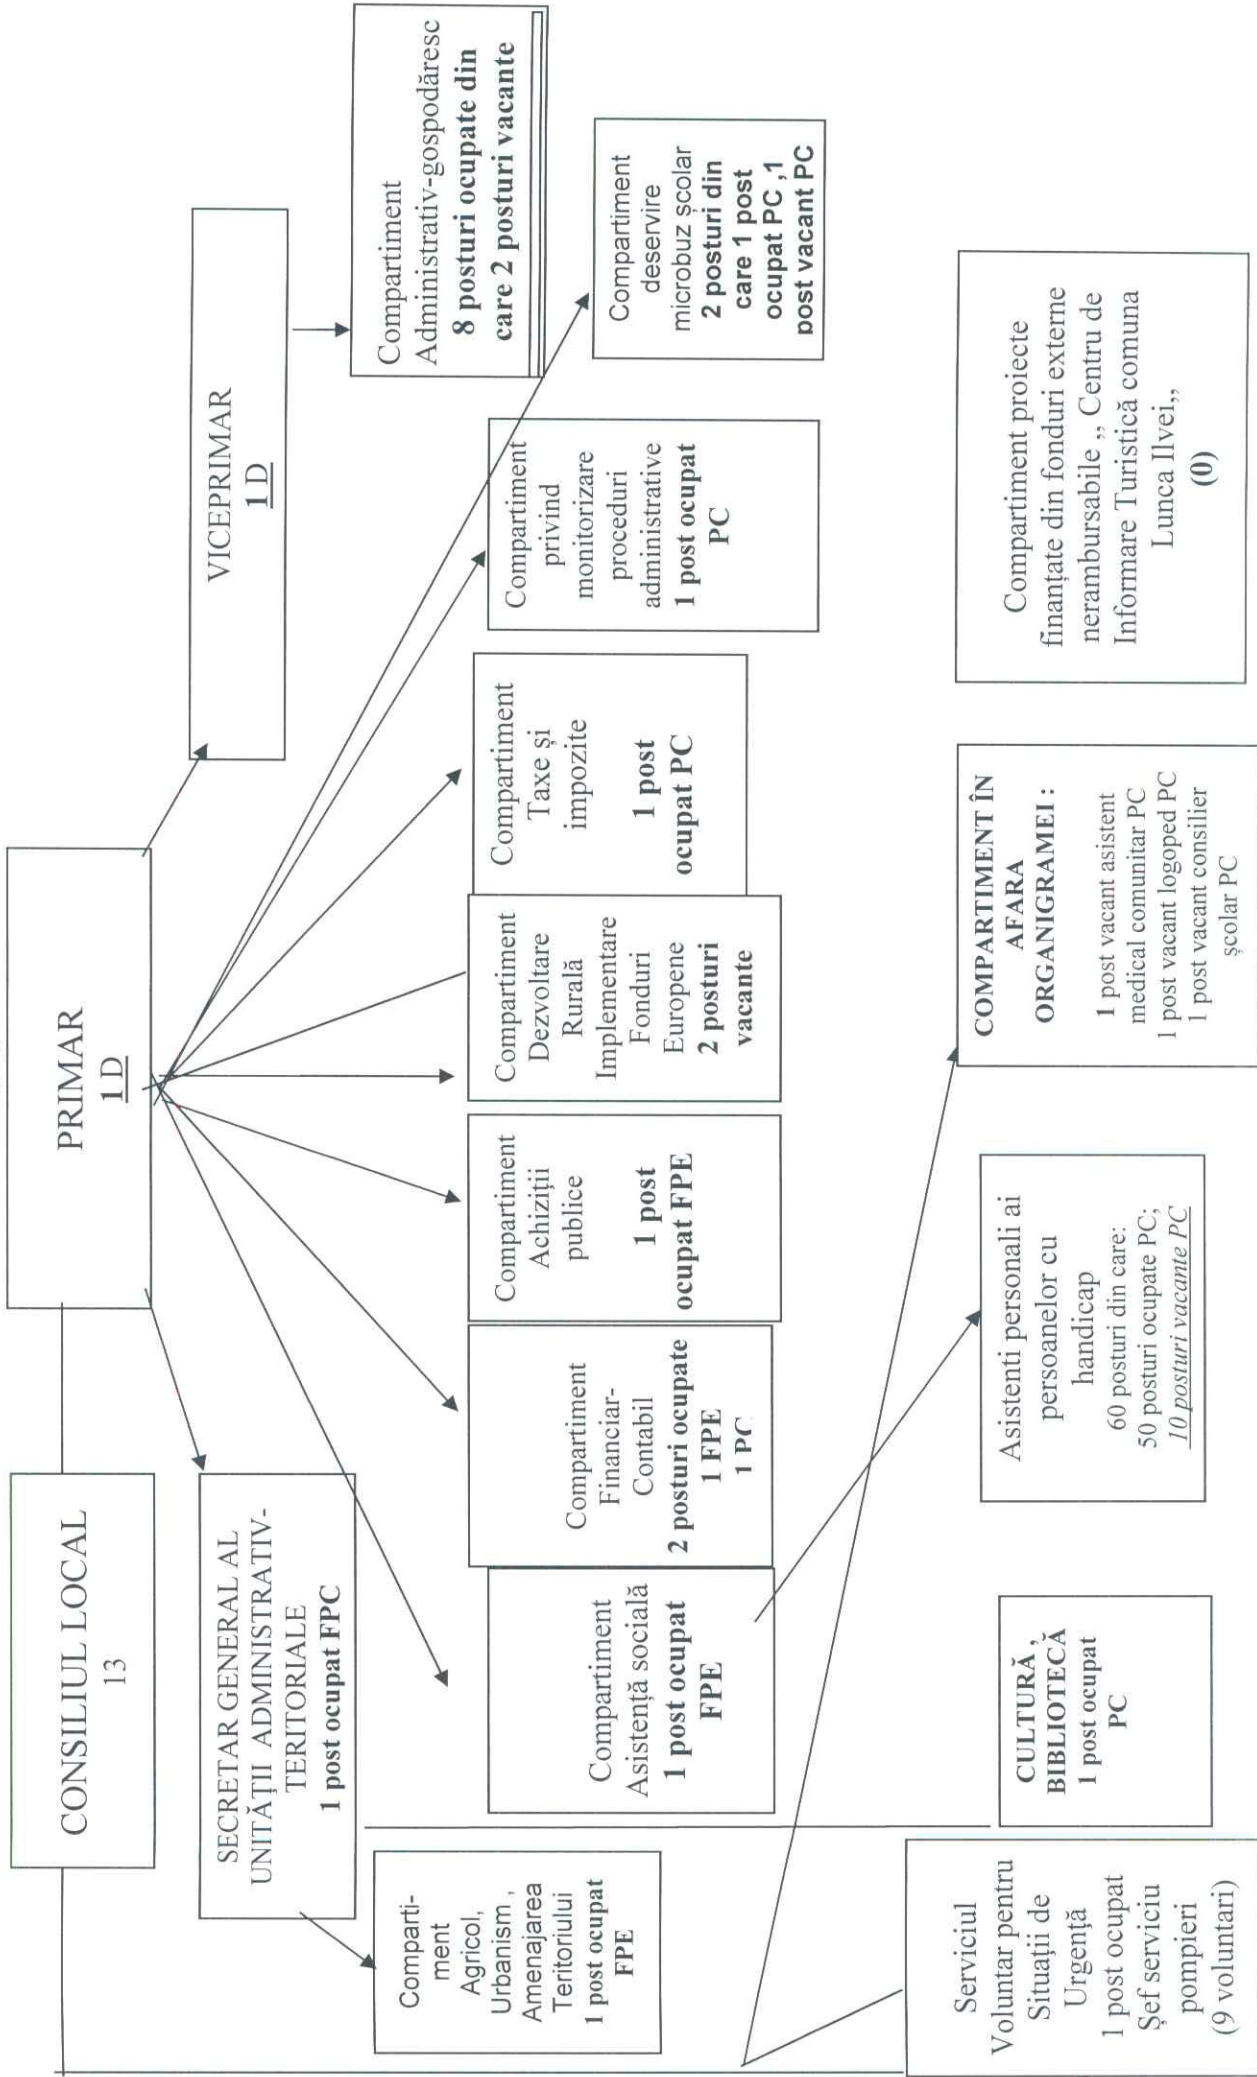 CONSILIUL LOCAL
13
PRIMAR
1 D
SECRETAR GENERAL AL
UNITĂȚII ADMINISTRATIV-
TERITORIALE
1 post ocupat FPC
VICEPRIMAR
1 D
Comparti-
ment
Agricol,
Urbanism ,
Amenajarea
Teritoriului
1 post ocupat
FPE
Compartiment
Administrativ-gospodăresc
8 posturi ocupate din
care 2 posturi vacante
Compartiment
Asistență socială
1 post ocupat
FPE
Compartiment
Financiar-
Contabil
2 posturi ocupate
1 FPE
1 PC
Compartiment
Achiziții
publice
1 post
ocupat FPE
Compartiment
Dezvoltare
Rurală
Implementare
Fonduri
Europene
2 posturi
vacante
Compartiment
Taxe și
impozite
1 post
ocupat PC
Compartiment
privind
monitorizare
proceduri
administrative
1 post ocupat
PC
Compartiment
deservire
microbuz școlar
2 posturi din
care 1 post
ocupat PC ,1
post vacant PC
Serviciul
Voluntar pentru
Situații de
Urgență
1 post ocupat
Șef serviciu
pompieri
(9 voluntari)
CULTURĂ ,
BIBLIOTECĂ
1 post ocupat
PC
Asistenti personali ai
persoanelor cu
handicap
60 posturi din care:
50 posturi ocupate PC;
10 posturi vacante PC
COMPARTIMENT ÎN
AFARA
ORGANIGRAMEI :
1 post vacant asistent
medical comunitar PC
1 post vacant logoped PC
1 post vacant consilier
școlar PC
Compartiment proiecte
finanțate din fonduri externe
nerambursabile ,, Centru de
Informare Turistică comuna
Lunca Ilvei,,
(0)